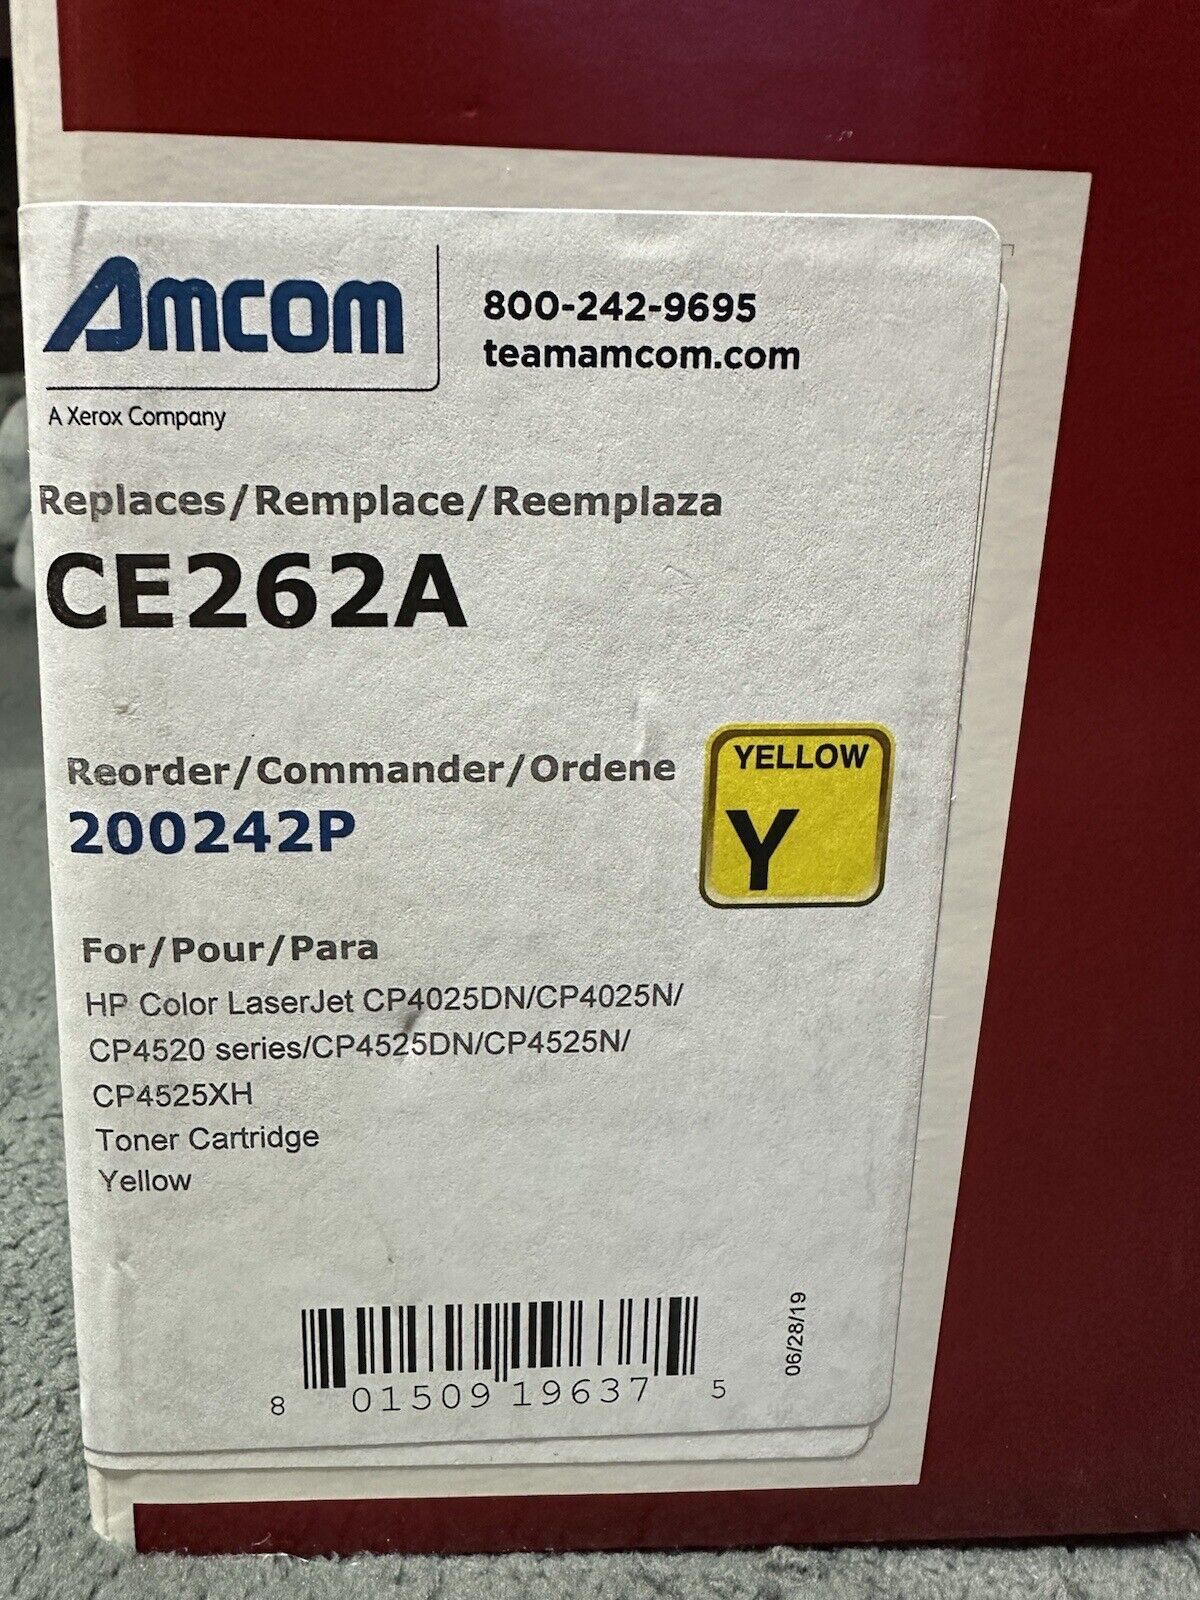 Amcom
A Xerox Company
800-242-9695
teamamcom.com
Replaces/Remplace/Reemplaza
CE262A
Reorder/Commander/Ordene
200242P
YELLOW
Y
For/Pour/Para
HP Color LaserJet CP4025DN/CP4025N/
CP4520 series/CP4525DN/CP4525N/
CP4525XH
Toner Cartridge
Yellow
8 01509 19637 5
06/28/19